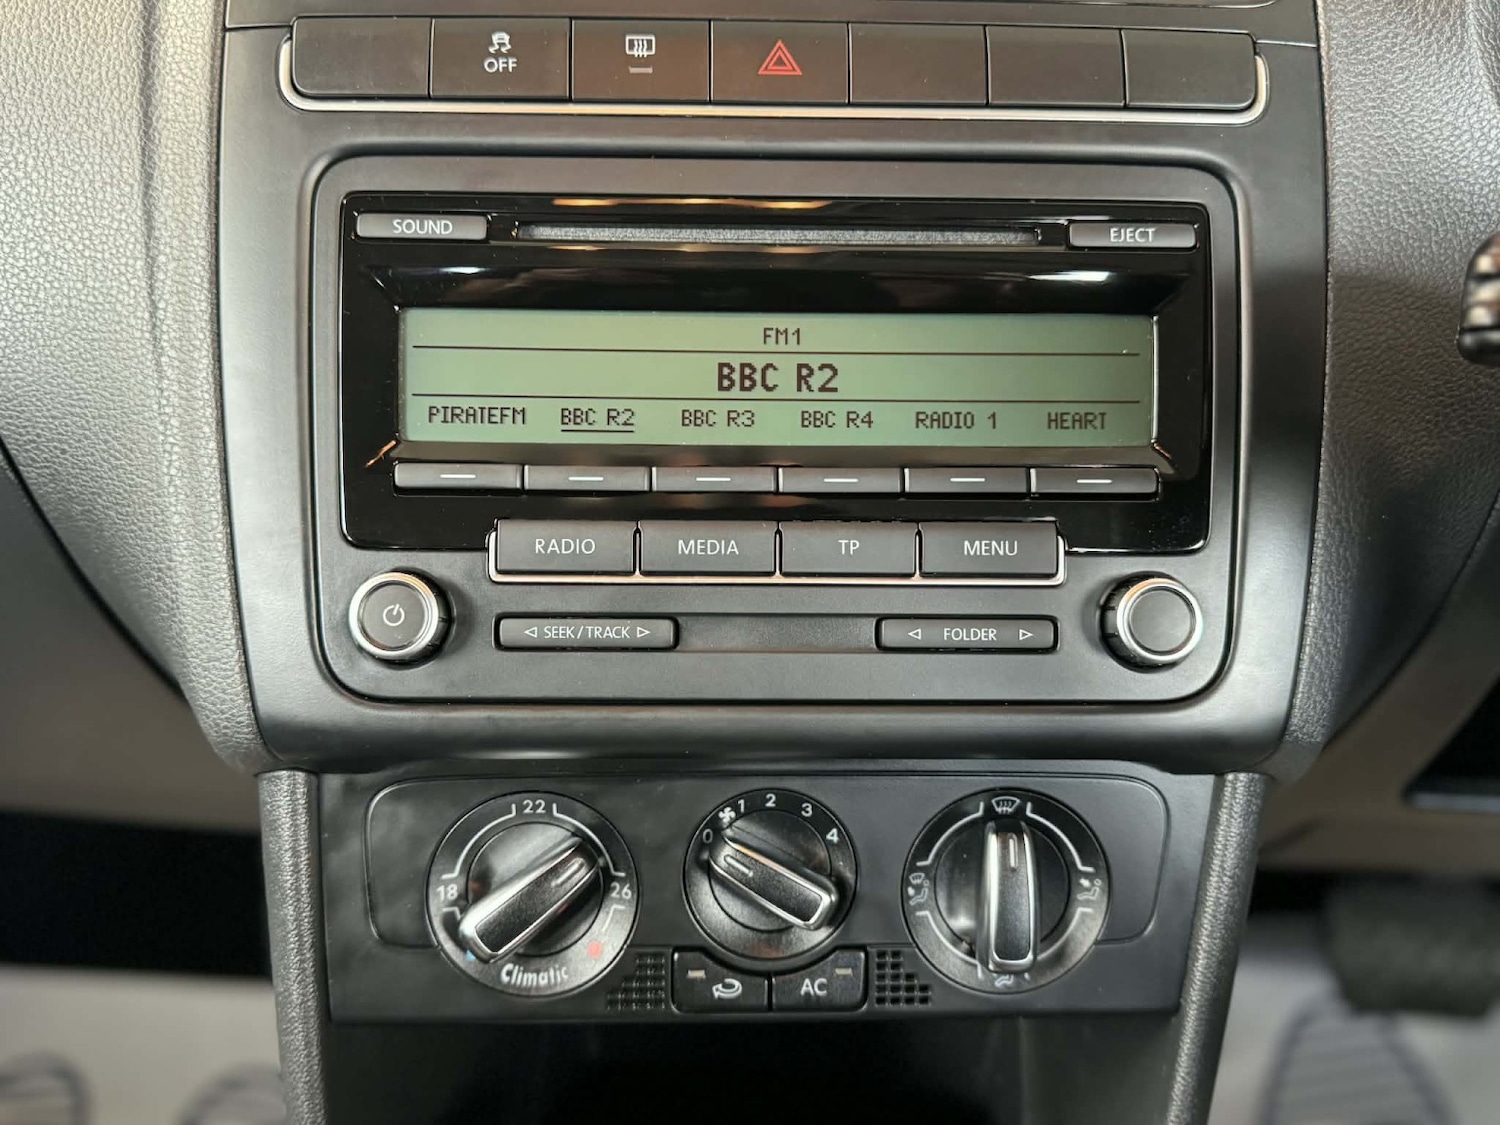 OFF
SOUND
EJECT
FM1
BBC R2
PIRATEFM BBC R2 BBC R3 BBC R4 RADIO 1 HEART
RADIO MEDIA TP MENU
SEEK/TRACK FOLDER
18 22 26
Climatic
0 1 2 3 4
AC